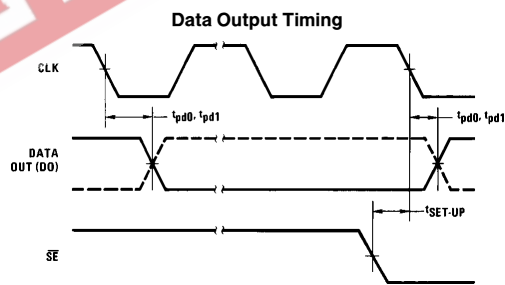 Data Output Timing
CLK
tpd0, tpd1
tpd0, tpd1
DATA
OUT (DO)
tSET-UP
SE